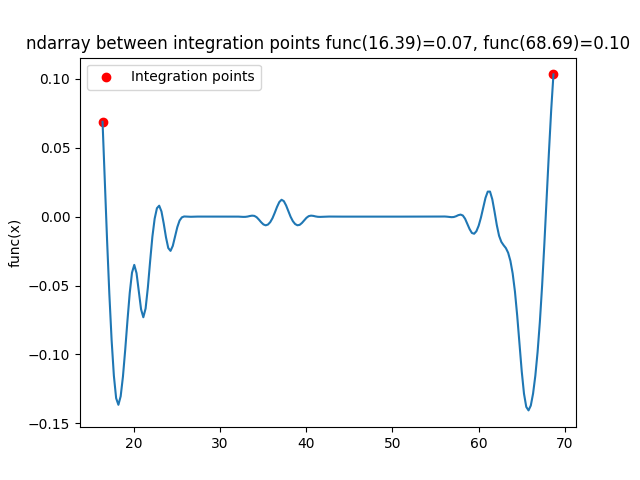 ndarray between integration points func(16.39)=0.07, func(68.69)=0.10
Integration points
func(x)
0.10
0.05
0.00
−0.05
−0.10
−0.15
20 30 40 50 60 70